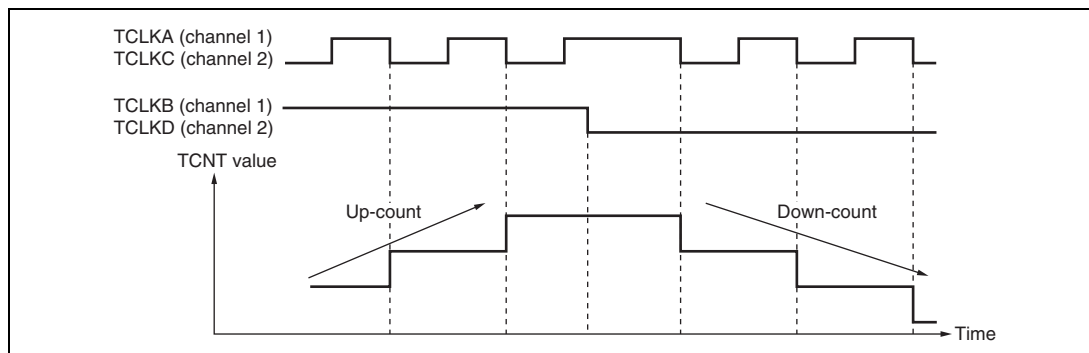 TCLKA (channel 1)
TCLKC (channel 2)
TCLKB (channel 1)
TCLKD (channel 2)
TCNT value
Up-count
Down-count
Time